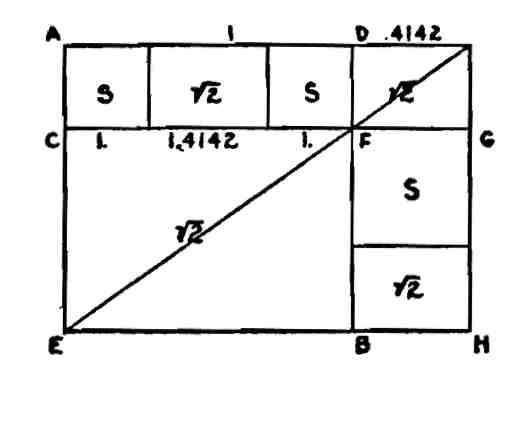 A 1 D .4142
S √2 S √2
C 1. 1.4142 1. F G
S
√2
√2
E B H